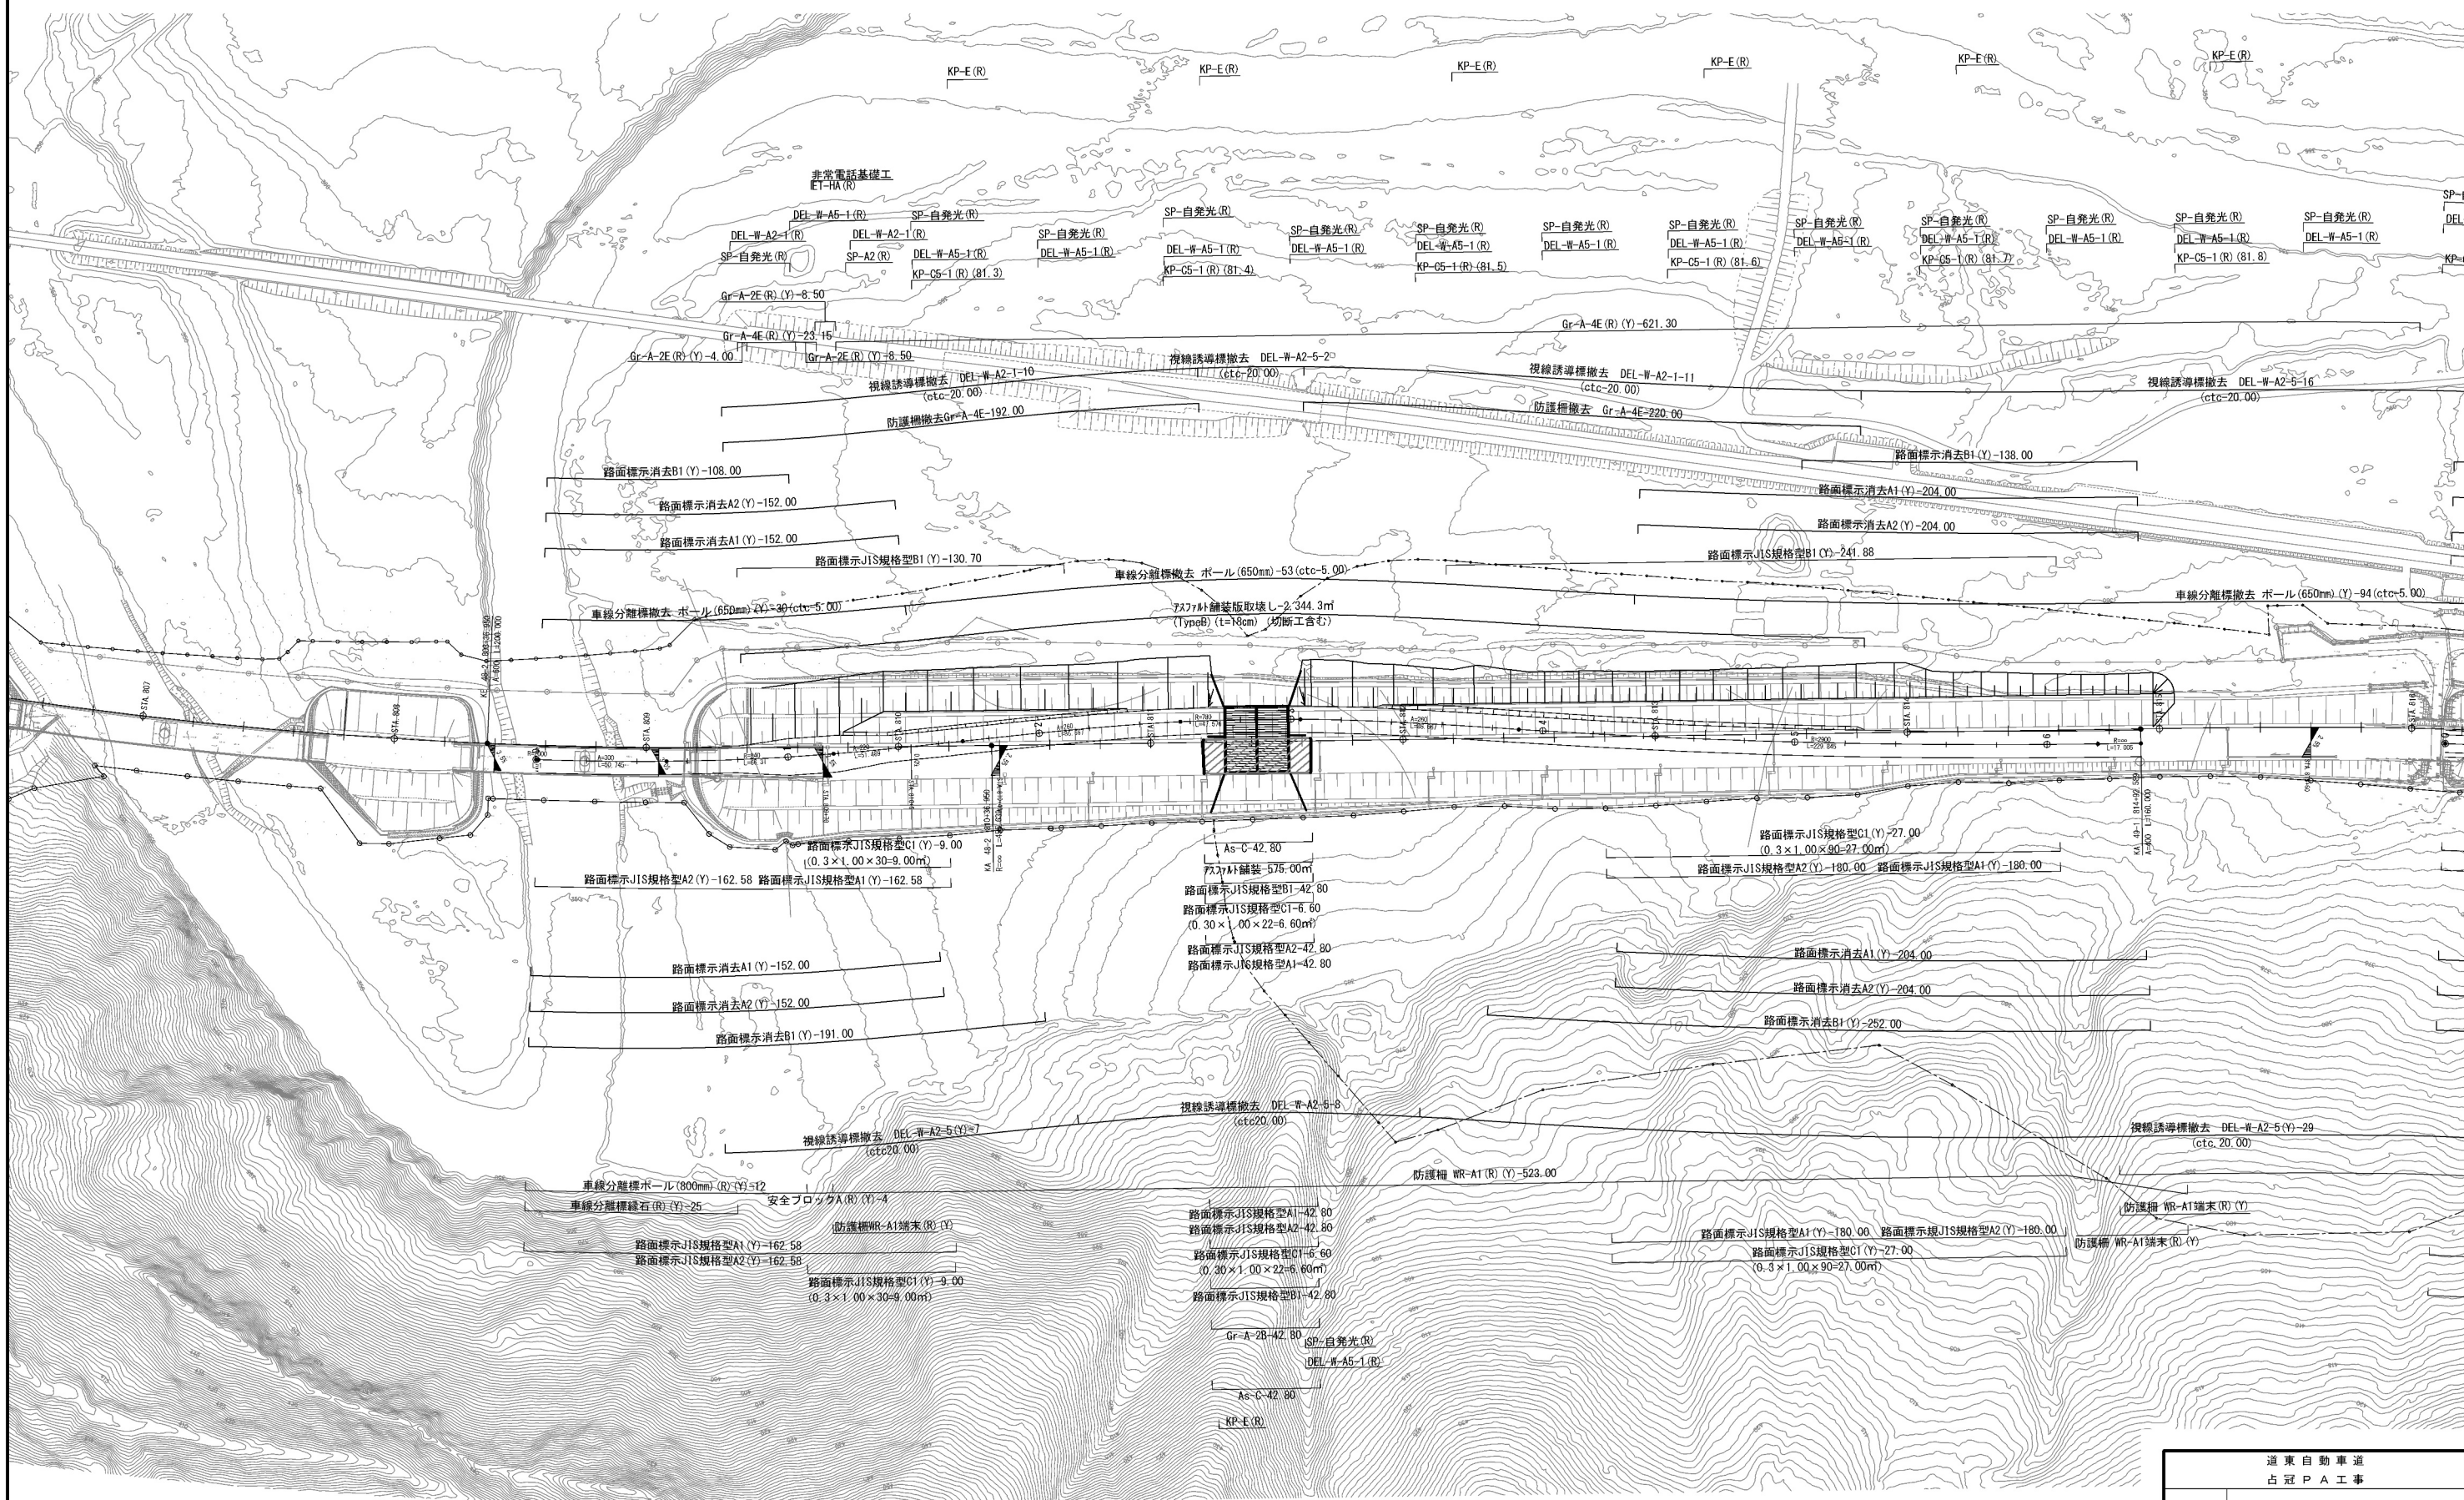 KP-E(R)
KP-E(R)
KP-E(R)
KP-E(R)
KP-E(R)
KP-E(R)
非常電話基礎工
ET-HA(R)
DEL-W-A5-1(R)
SP-自発光(R)
SP-自発光(R)
SP-自発光(R)
SP-自発光(R)
SP-自発光(R)
SP-自発光(R)
SP-自発光(R)
SP-自発光(R)
SP-自発光(R)
SP-自発光(R)
SP-自発光(R)
SP-自発光(R)
DEL-W-A2-1(R)
DEL-W-A2-1(R)
SP-自発光(R)
SP-A2(R)
DEL-W-A5-1(R)
DEL-W-A5-1(R)
DEL-W-A5-1(R)
DEL-W-A5-1(R)
DEL-W-A5-1(R)
DEL-W-A5-1(R)
DEL-W-A5-1(R)
DEL-W-A5-1(R)
DEL-W-A5-1(R)
DEL-W-A5-1(R)
DEL-W-A5-1(R)
DEL-W-A5-1(R)
KP-C5-1(R)(81.3)
KP-C5-1(R)(81.4)
KP-C5-1(R)(81.5)
KP-C5-1(R)(81.6)
KP-C5-1(R)(81.7)
KP-C5-1(R)(81.8)
Gr-A-2E(R)(Y)-8.50
Gr-A-4E(R)(Y)-23.15
Gr-A-4E(R)(Y)-621.30
Gr-A-2E(R)(Y)-4.00
Gr-A-2E(R)(Y)-8.50
視線誘導標撤去 DEL-W-A2-5-2
(ctc-20.00)
視線誘導標撤去 DEL-W-A2-1-10
(ctc-20.00)
視線誘導標撤去 DEL-W-A2-1-11
(ctc-20.00)
視線誘導標撤去 DEL-W-A2-5-16
(ctc-20.00)
防護柵撤去Gr-A-4E-192.00
防護柵撤去 Gr-A-4E-220.00
路面標示消去B1(Y)-108.00
路面標示消去B1(Y)-138.00
路面標示消去A2(Y)-152.00
路面標示消去A1(Y)-204.00
路面標示消去A1(Y)-152.00
路面標示消去A2(Y)-204.00
路面標示JIS規格型B1(Y)-130.70
路面標示JIS規格型B1(Y)-241.88
車線分離標撤去 ポール(650mm)-53(ctc-5.00)
車線分離標撤去 ポール(650mm)(Y)-30(ctc-5.00)
車線分離標撤去 ポール(650mm)(Y)-94(ctc-5.00)
アスファルト舗装版取壊し-2,344.3㎡
(TypeB)(t=18cm) (切断工含む)
STA.807
STA.808
STA.809
STA.810
STA.811
STA.812
STA.813
STA.814
STA.815
STA.816
路面標示JIS規格型C1(Y)-9.00
(0.3×1.00×30=9.00㎡)
路面標示JIS規格型A2(Y)-162.58 路面標示JIS規格型A1(Y)-162.58
As-C-42.80
アスファルト舗装-575.00㎡
路面標示JIS規格型B1-42.80
路面標示JIS規格型C1-6.60
(0.30×1.00×22=6.60㎡)
路面標示JIS規格型A2-42.80
路面標示JIS規格型A1-42.80
路面標示JIS規格型C1(Y)-27.00
(0.3×1.00×90=27.00㎡)
路面標示JIS規格型A2(Y)-180.00 路面標示JIS規格型A1(Y)-180.00
路面標示消去A1(Y)-152.00
路面標示消去A1(Y)-204.00
路面標示消去A2(Y)-152.00
路面標示消去A2(Y)-204.00
路面標示消去B1(Y)-191.00
路面標示消去B1(Y)-252.00
視線誘導標撤去 DEL-W-A2-5-8
(ctc20.00)
視線誘導標撤去 DEL-W-A2-5(Y)-7
(ctc20.00)
視線誘導標撤去 DEL-W-A2-5(Y)-29
(ctc.20.00)
防護柵 WR-A1(R)(Y)-523.00
車線分離標ポール(800mm)(R)(Y)-12
安全ブロックA(R)(Y)-4
車線分離標縁石(R)(Y)-25
防護柵WR-A1端末(R)(Y)
防護柵 WR-A1端末(R)(Y)
防護柵 WR-A1端末(R)(Y)
路面標示JIS規格型A1(Y)-162.58
路面標示JIS規格型A2(Y)-162.58
路面標示JIS規格型C1(Y)-9.00
(0.3×1.00×30=9.00㎡)
路面標示JIS規格型A1-42.80
路面標示JIS規格型A2-42.80
路面標示JIS規格型C1-6.60
(0.30×1.00×22=6.60㎡)
路面標示JIS規格型B1-42.80
路面標示JIS規格型A1(Y)-180.00 路面標示規JIS規格型A2(Y)-180.00
路面標示JIS規格型C1(Y)-27.00
(0.3×1.00×90=27.00㎡)
Gr-A-2B-42.80
SP-自発光(R)
DEL-W-A5-1(R)
As-C-42.80
KP-E(R)
道東自動車道
占冠PA工事